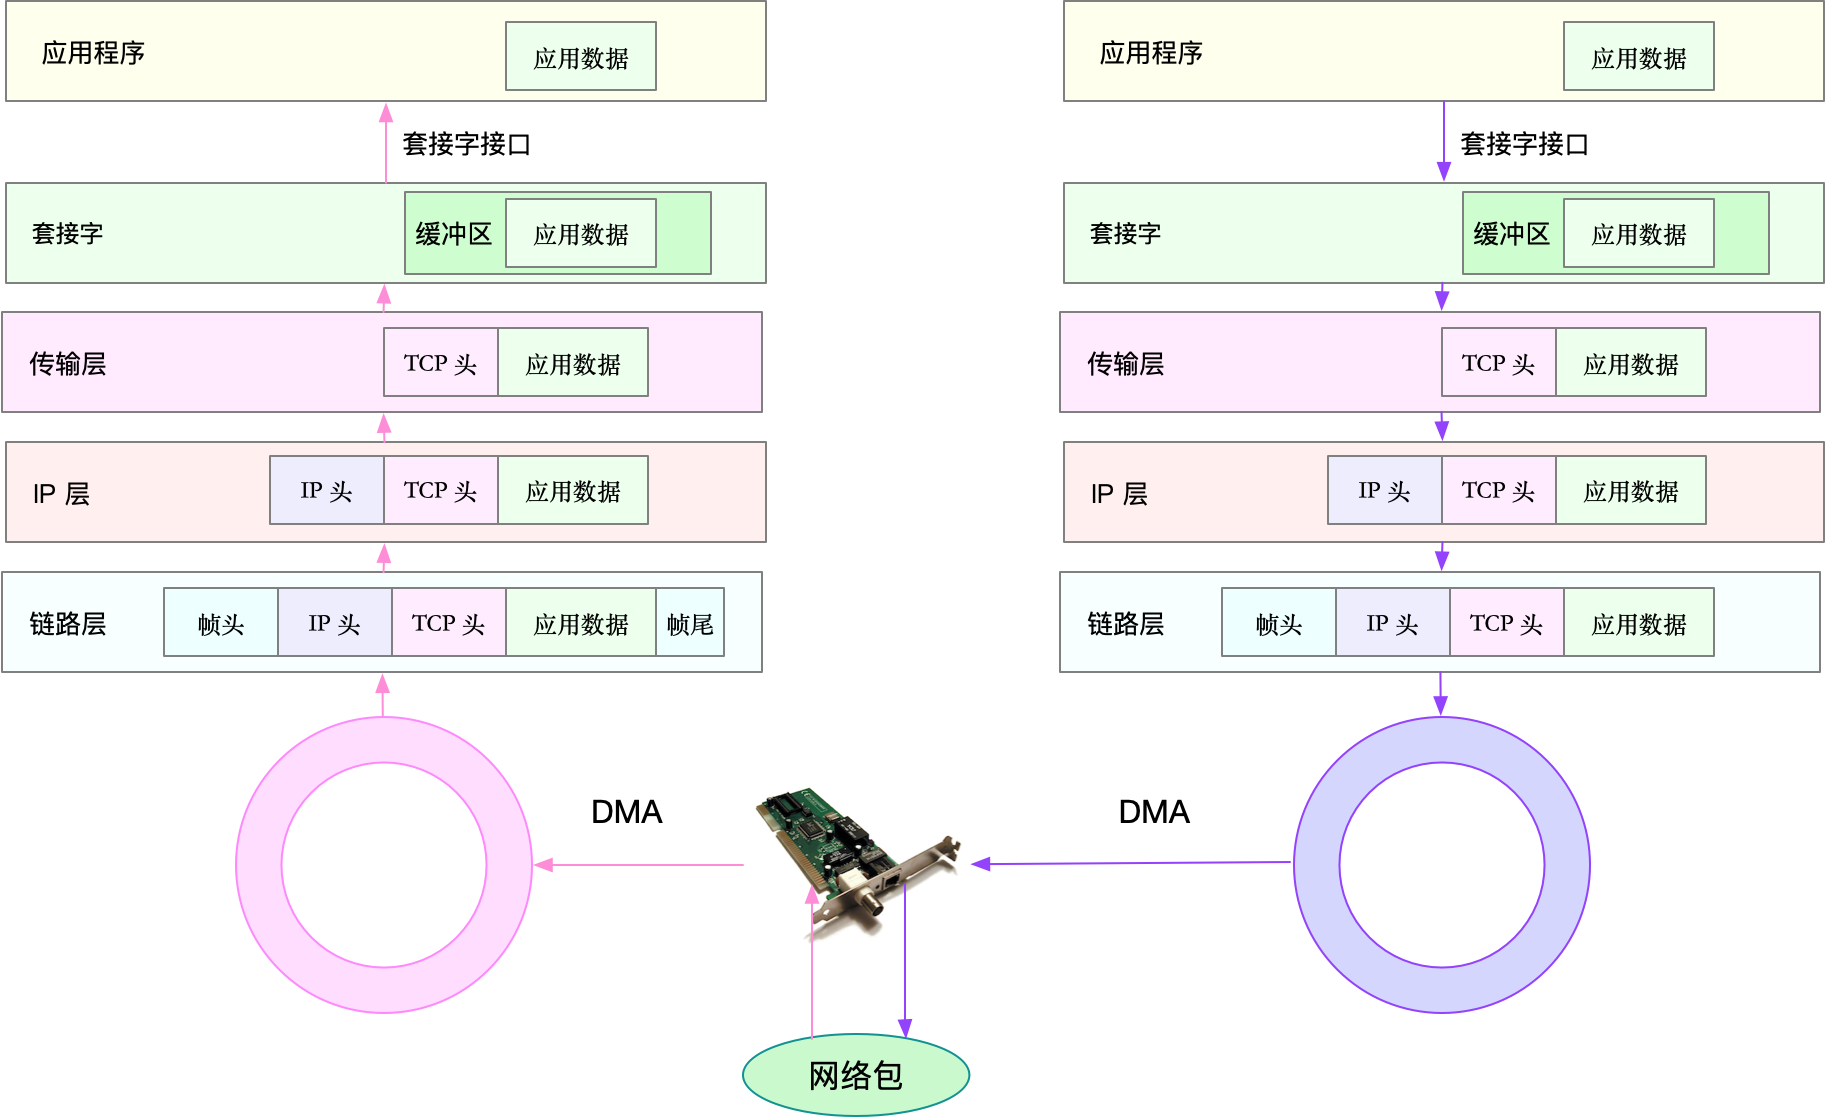 应用程序
应用数据
套接字接口
套接字
缓冲区
应用数据
传输层
TCP 头
应用数据
IP 层
IP 头
TCP 头
应用数据
链路层
帧头
IP 头
TCP 头
应用数据
帧尾
应用程序
应用数据
套接字接口
套接字
缓冲区
应用数据
传输层
TCP 头
应用数据
IP 层
IP 头
TCP 头
应用数据
链路层
帧头
IP 头
TCP 头
应用数据
DMA
DMA
网络包